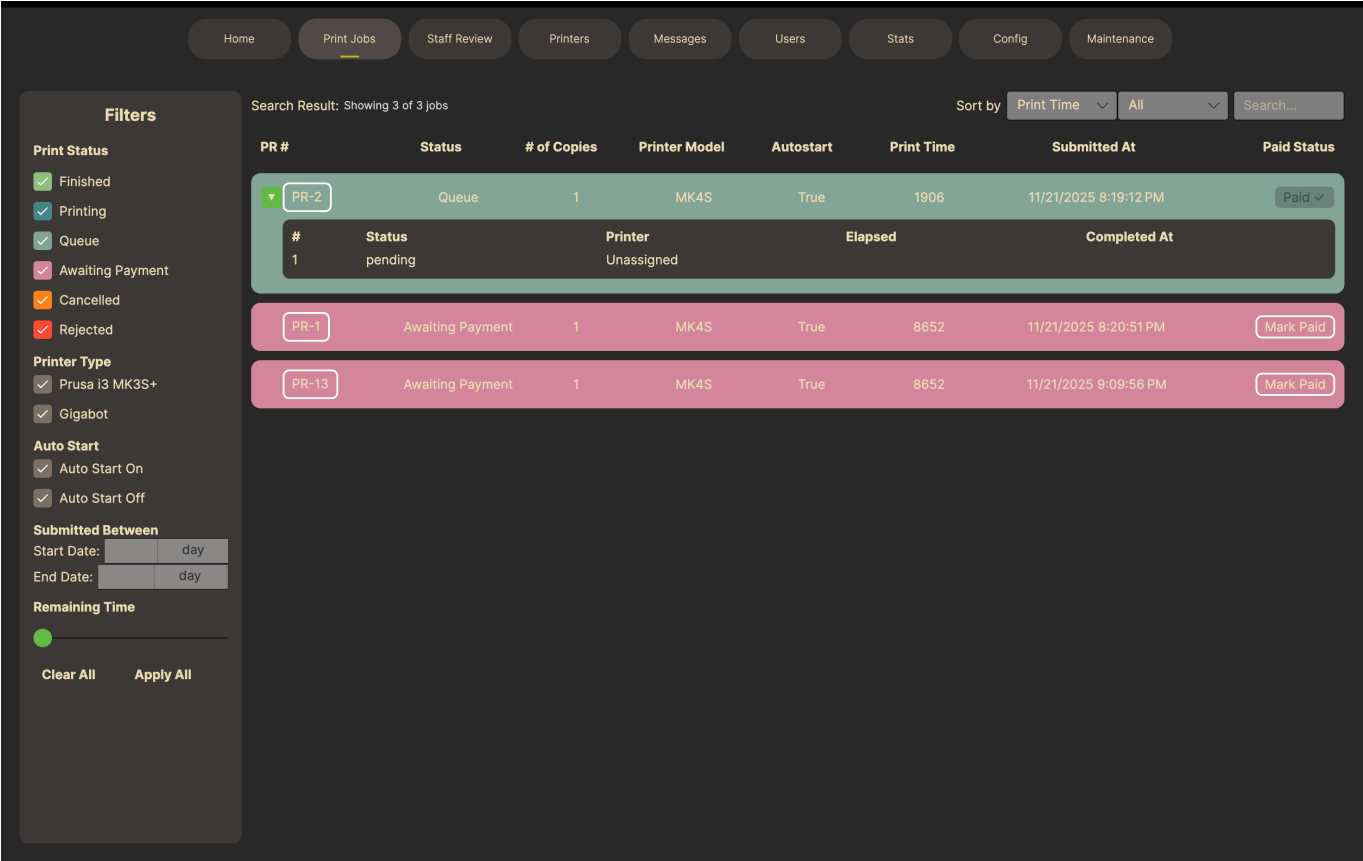 Home Print Jobs Staff Review Printers Messages Users Stats Config Maintenance
Filters
Print Status
Finished
Printing
Queue
Awaiting Payment
Cancelled
Rejected
Printer Type
Prusa i3 MK3S+
Gigabot
Auto Start
Auto Start On
Auto Start Off
Submitted Between
Start Date: day
End Date: day
Remaining Time
Clear All Apply All
Search Result: Showing 3 of 3 jobs
Sort by Print Time All Search...
PR # Status # of Copies Printer Model Autostart Print Time Submitted At Paid Status
PR-2 Queue 1 MK4S True 1906 11/21/2025 8:19:12 PM Paid ✓
# Status Printer Elapsed Completed At
1 pending Unassigned
PR-1 Awaiting Payment 1 MK4S True 8652 11/21/2025 8:20:51 PM Mark Paid
PR-13 Awaiting Payment 1 MK4S True 8652 11/21/2025 9:09:56 PM Mark Paid